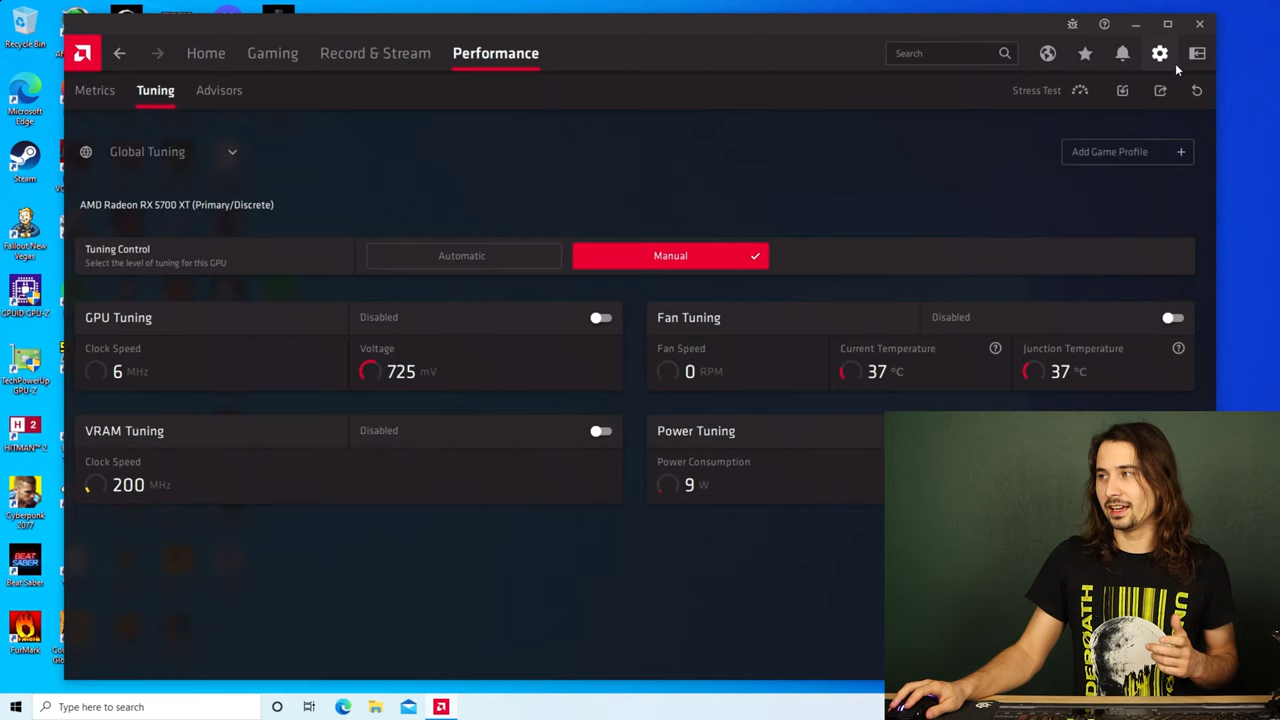 Recycle Bin
Microsoft
Edge
Steam
Fallout New
Vegas
CPUID CPU-Z
TechPowerUp
GPU-Z
HITMAN™ 2
Cyberpunk
2077
Beat Saber
FurMark
Home
Gaming
Record & Stream
Performance
Search
Metrics
Tuning
Advisors
Stress Test
Global Tuning
Add Game Profile
AMD Radeon RX 5700 XT (Primary/Discrete)
Tuning Control
Select the level of tuning for this GPU
Automatic
Manual
GPU Tuning
Disabled
Clock Speed
6 MHz
Voltage
725 mV
Fan Tuning
Disabled
Fan Speed
0 RPM
Current Temperature
37 °C
Junction Temperature
37 °C
VRAM Tuning
Disabled
Clock Speed
200 MHz
Power Tuning
Power Consumption
9 W
Type here to search